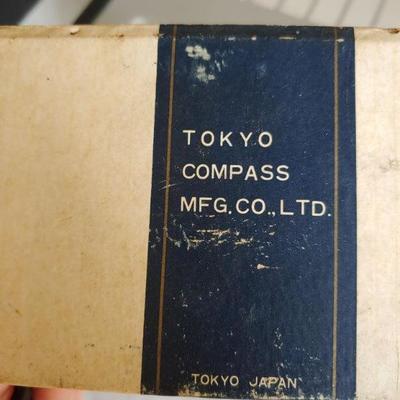 TOKYO
COMPASS
MFG. CO., LTD.
TOKYO JAPAN